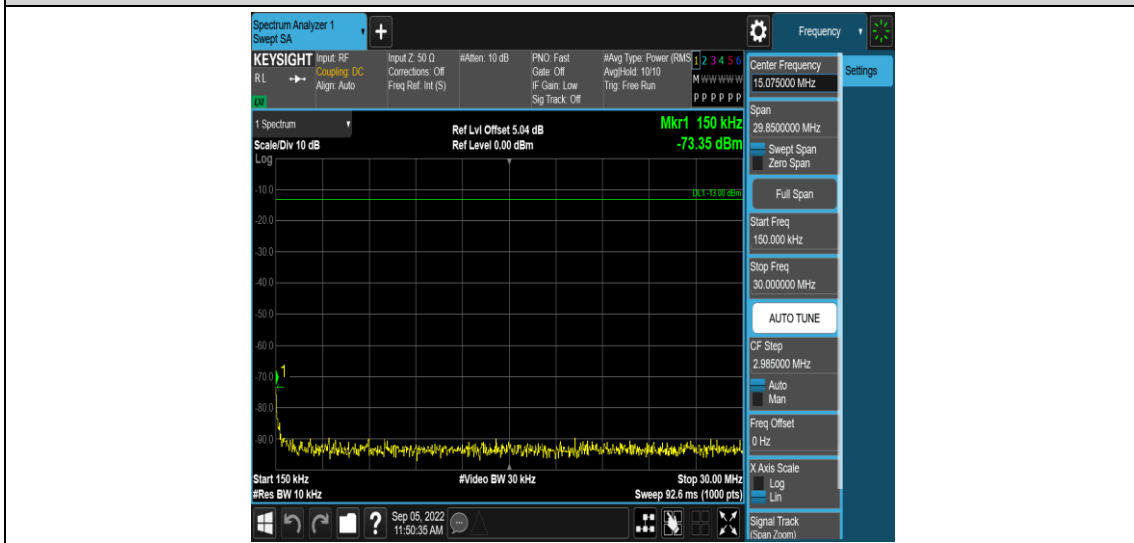 Spectrum Analyzer 1
Swept SA
+
Frequency
KEYSIGHT
RL
LXI
Input: RF
Coupling: DC
Align: Auto
Input Z: 50 Ω
Corrections: Off
Freq Ref: Int (S)
#Atten: 10 dB
PNO: Fast
Gate: Off
IF Gain: Low
Sig Track: Off
#Avg Type: Power (RMS
Avg|Hold: 10/10
Trig: Free Run
1 2 3 4 5 6
M W W W W W
P P P P P P
1 Spectrum
Scale/Div 10 dB
Log
Ref Lvl Offset 5.04 dB
Ref Level 0.00 dBm
Mkr1 150 kHz
-73.35 dBm
DL1 -13.00 dBm
-10.0
-20.0
-30.0
-40.0
-50.0
-60.0
-70.0
1
-80.0
-90.0
Start 150 kHz
#Res BW 10 kHz
#Video BW 30 kHz
Stop 30.00 MHz
Sweep 92.6 ms (1000 pts)
Center Frequency
15.075000 MHz
Settings
Span
29.8500000 MHz
Swept Span
Zero Span
Full Span
Start Freq
150.000 kHz
Stop Freq
30.000000 MHz
AUTO TUNE
CF Step
2.985000 MHz
Auto
Man
Freq Offset
0 Hz
X Axis Scale
Log
Lin
Signal Track
(Span Zoom)
?
Sep 05, 2022
11:50:35 AM